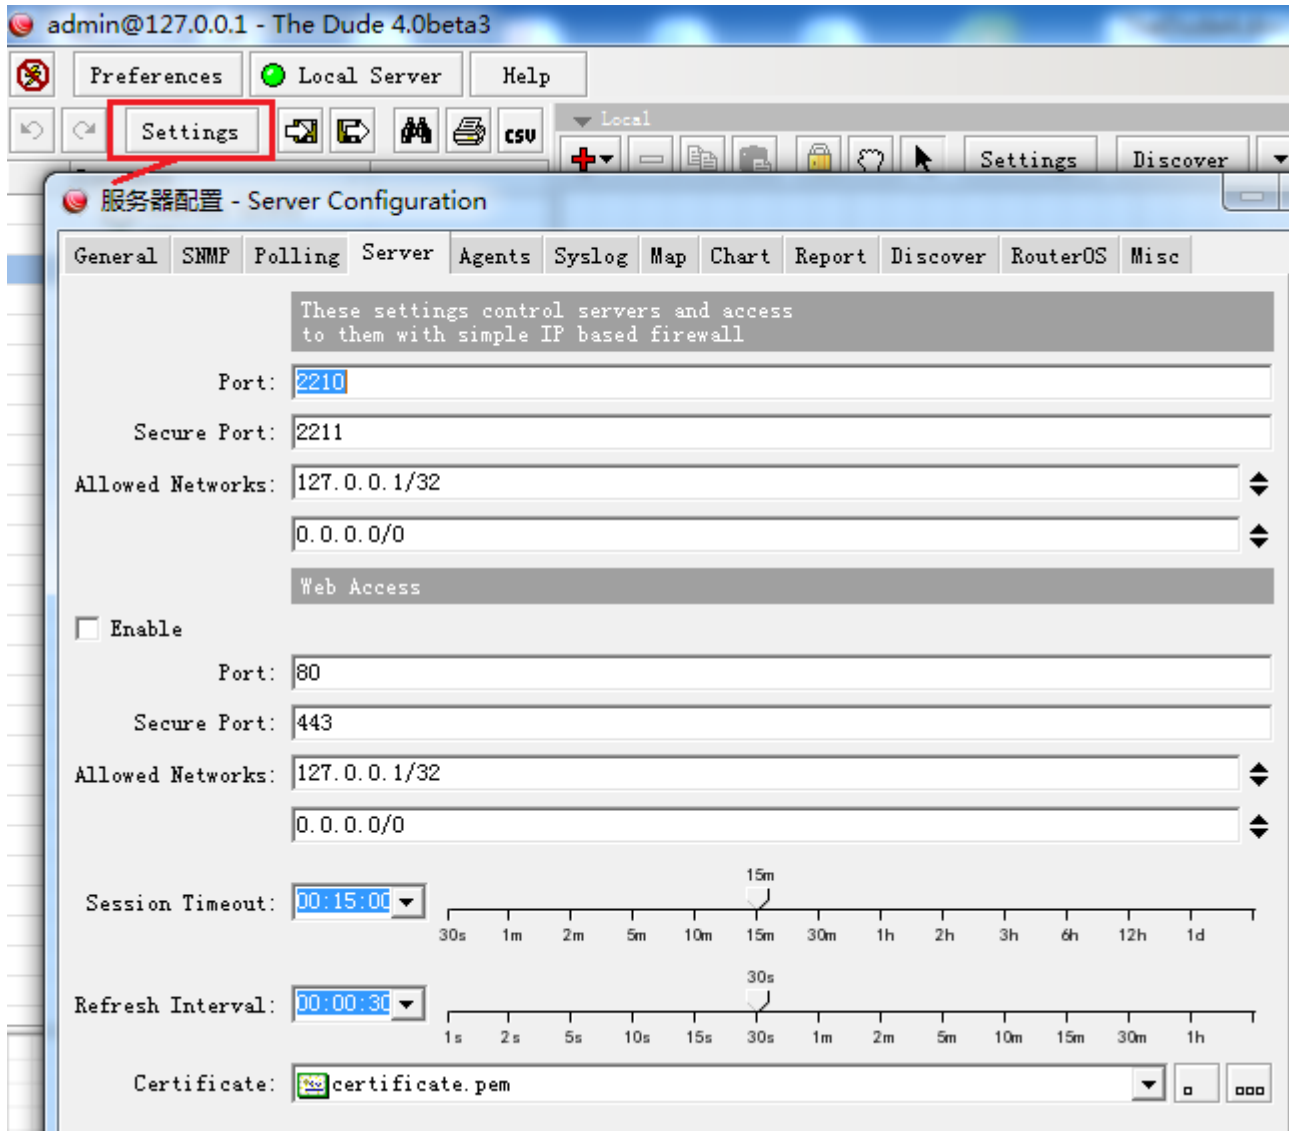 admin@127.0.0.1 - The Dude 4.0beta3
Preferences Local Server Help
Settings csv
Local
Settings Discover
服务器配置 - Server Configuration
General SNMP Polling Server Agents Syslog Map Chart Report Discover RouterOS Misc
These settings control servers and access
to them with simple IP based firewall
Port: 2210
Secure Port: 2211
Allowed Networks: 127.0.0.1/32
0.0.0.0/0
Web Access
Enable
Port: 80
Secure Port: 443
Allowed Networks: 127.0.0.1/32
0.0.0.0/0
15m
Session Timeout: 00:15:00
30s 1m 2m 5m 10m 15m 30m 1h 2h 3h 6h 12h 1d
30s
Refresh Interval: 00:00:30
1s 2s 5s 10s 15s 30s 1m 2m 5m 10m 15m 30m 1h
Certificate: certificate.pem